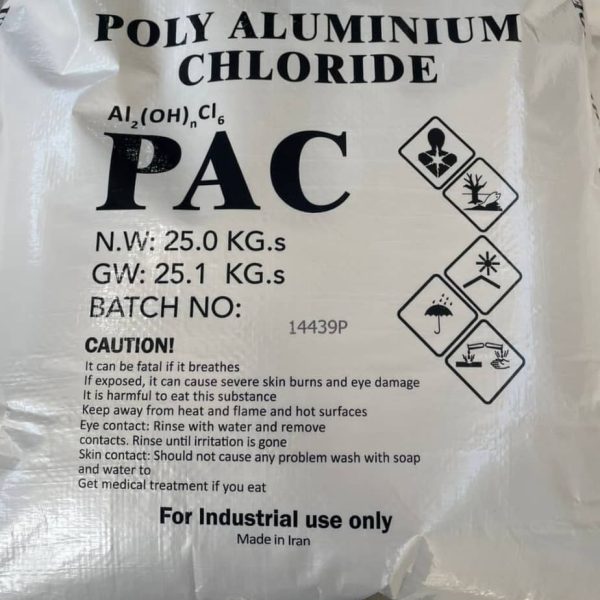 POLY ALUMINIUM
CHLORIDE
Al₂(OH)ₙCl₆
PAC
N.W: 25.0 KG.s
GW: 25.1 KG.s
BATCH NO:
14439P
CAUTION!
It can be fatal if it breathes
If exposed, it can cause severe skin burns and eye damage
It is harmful to eat this substance
Keep away from heat and flame and hot surfaces
Eye contact: Rinse with water and remove
contacts. Rinse until irritation is gone
Skin contact: Should not cause any problem wash with soap
and water to
Get medical treatment if you eat
For Industrial use only
Made in Iran